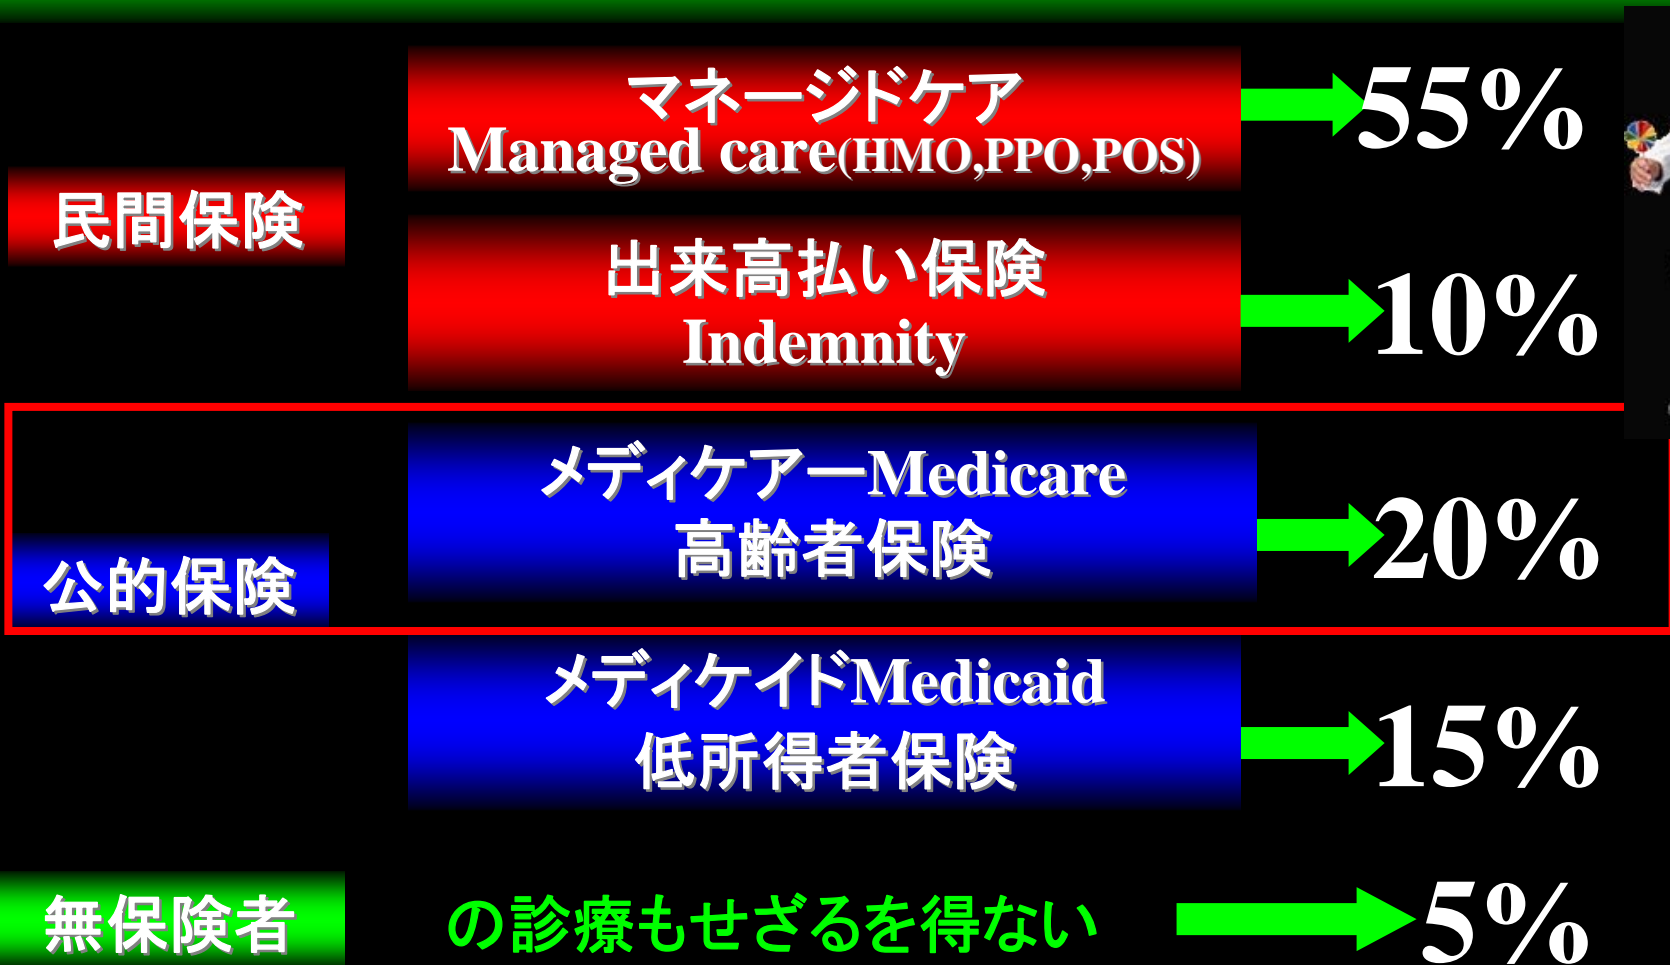 マネージドケア
Managed care(HMO,PPO,POS)
55%
民間保険
出来高払い保険
Indemnity
10%
メディケアーMedicare
高齢者保険
20%
公的保険
メディケイドMedicaid
低所得者保険
15%
無保険者 の診療もせざるを得ない 5%